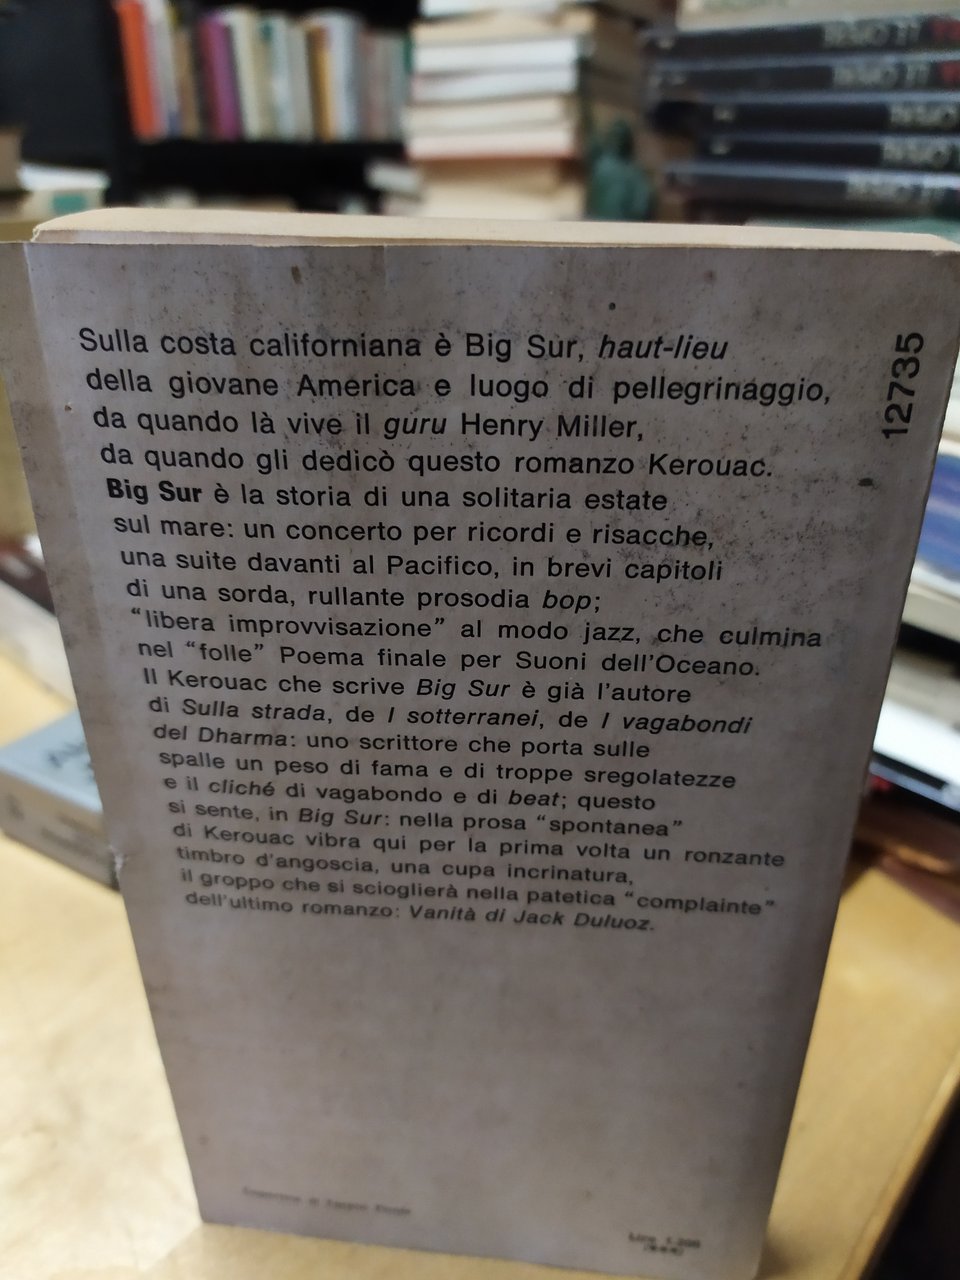 Sulla costa californiana è Big Sur, haut-lieu
della giovane America e luogo di pellegrinaggio,
da quando là vive il guru Henry Miller,
da quando gli dedicò questo romanzo Kerouac.
Big Sur è la storia di una solitaria estate
sul mare: un concerto per ricordi e risacche,
una suite davanti al Pacifico, in brevi capitoli
di una sorda, rullante prosodia bop;
“libera improvvisazione” al modo jazz, che culmina
nel “folle” Poema finale per Suoni dell’Oceano.
Il Kerouac che scrive Big Sur è già l’autore
di Sulla strada, de I sotterranei, de I vagabondi
del Dharma: uno scrittore che porta sulle
spalle un peso di fama e di troppe sregolatezze
e il cliché di vagabondo e di beat; questo
si sente, in Big Sur: nella prosa “spontanea”
di Kerouac vibra qui per la prima volta un ronzante
timbro d’angoscia, una cupa incrinatura,
il groppo che si scioglierà nella patetica “complainte”
dell’ultimo romanzo: Vanità di Jack Duluoz.
12735
Lire 1.200